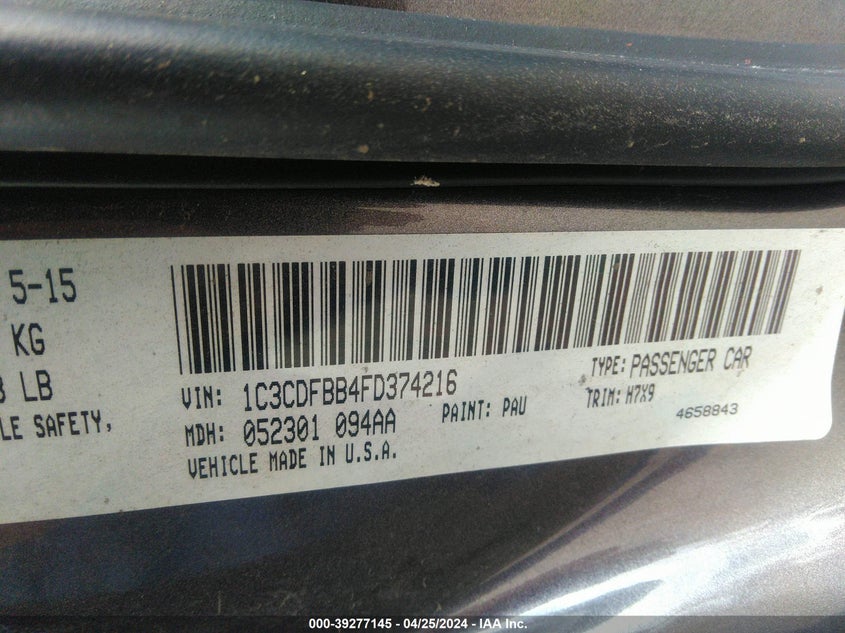 5-15
KG
LB
LE SAFETY,
VIN: 1C3CDFBB4FD374216
TYPE: PASSENGER CAR
MDH: 052301 094AA
PAINT: PAU
TRIM: H7X9
VEHICLE MADE IN U.S.A.
4658843
000-39277145 - 04/25/2024 - IAA Inc.